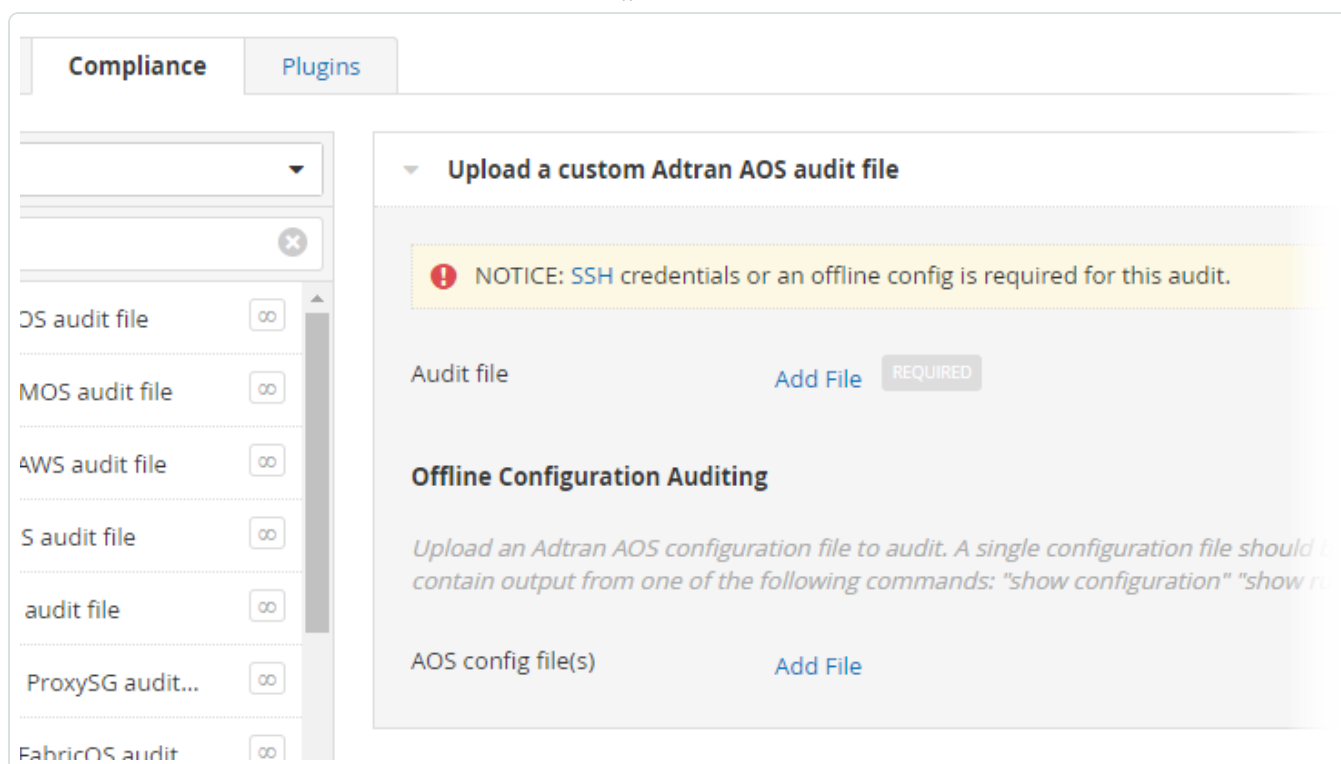 Compliance
Plugins
Upload a custom Adtran AOS audit file
NOTICE: SSH credentials or an offline config is required for this audit.
OS audit file
MOS audit file
AWS audit file
S audit file
audit file
ProxySG audit...
FabricOS audit
Audit file
Add File
REQUIRED
Offline Configuration Auditing
Upload an Adtran AOS configuration file to audit. A single configuration file should
contain output from one of the following commands: "show configuration" "show
AOS config file(s)
Add File